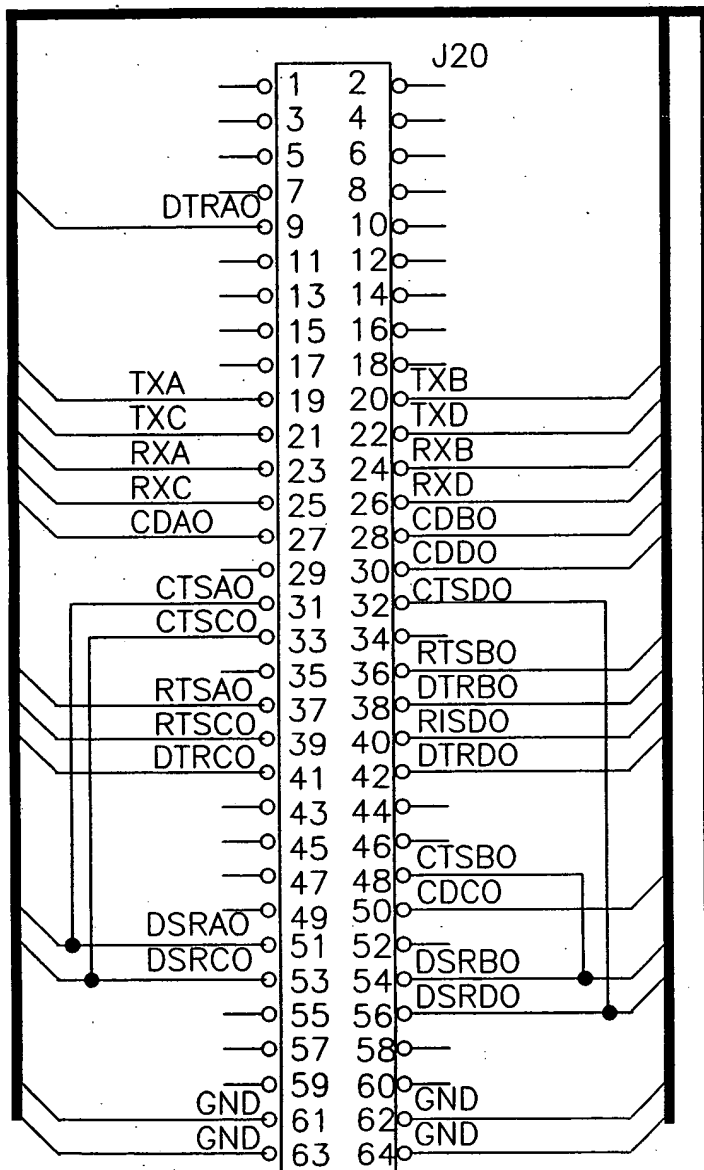 J20
1 2
3 4
5 6
7 8
DTRAO 9 10
11 12
13 14
15 16
17 18
TXA 19 20 TXB
TXC 21 22 TXD
RXA 23 24 RXB
RXC 25 26 RXD
CDAO 27 28 CDBO
29 30 CDDO
CTSAO 31 32 CTSDO
CTSCO 33 34
35 36 RTSBO
RTSAO 37 38 DTRBO
RTSCO 39 40 RISDO
DTRCO 41 42 DTRDO
43 44
45 46
47 48 CTSBO
49 50 CDCO
DSRAO 51 52
DSRCO 53 54 DSRBO
55 56 DSRDO
57 58
59 60
GND 61 62 GND
GND 63 64 GND